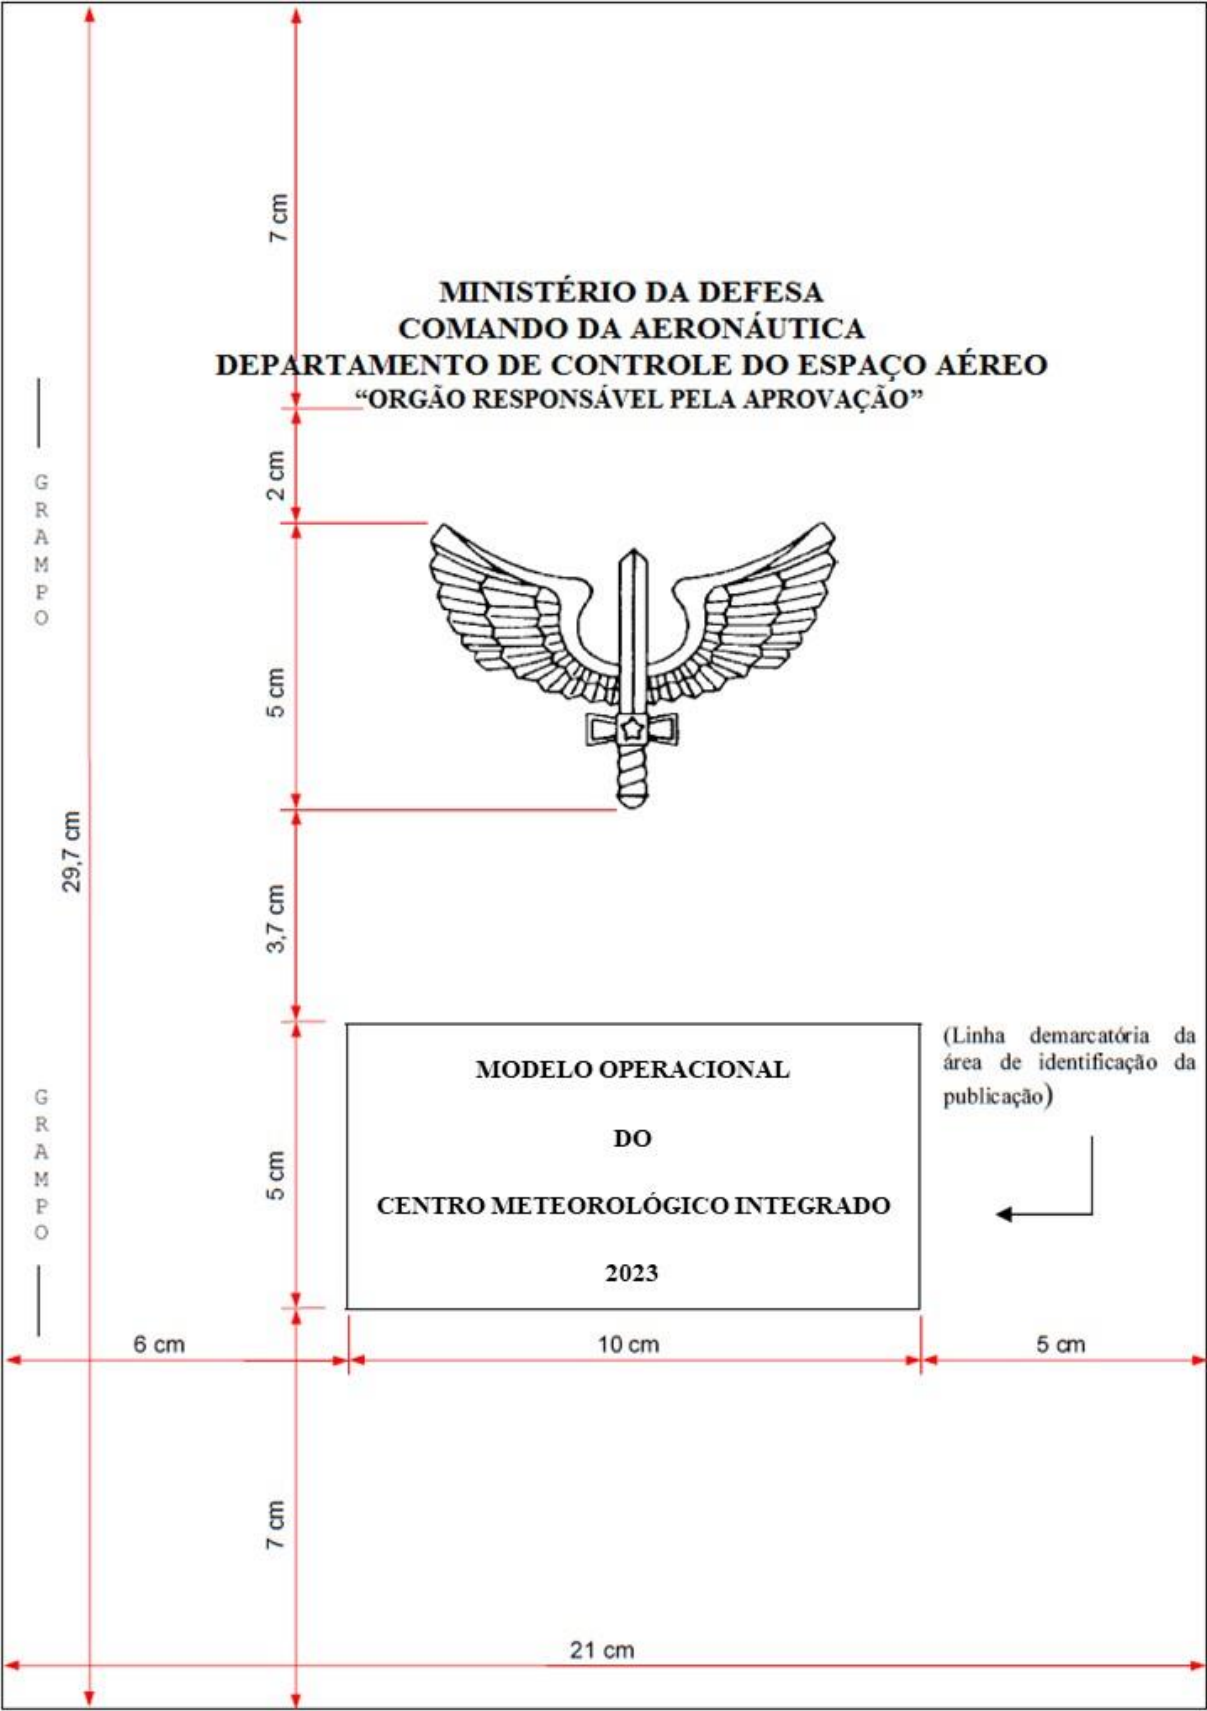 7 cm
MINISTÉRIO DA DEFESA
COMANDO DA AERONÁUTICA
DEPARTAMENTO DE CONTROLE DO ESPAÇO AÉREO
“ORGÃO RESPONSÁVEL PELA APROVAÇÃO”
2 cm
GRAMPO
5 cm
29,7 cm
3,7 cm
MODELO OPERACIONAL
DO
CENTRO METEOROLÓGICO INTEGRADO
2023
(Linha demarcatória da
área de identificação da
publicação)
GRAMPO
5 cm
6 cm
10 cm
5 cm
7 cm
21 cm